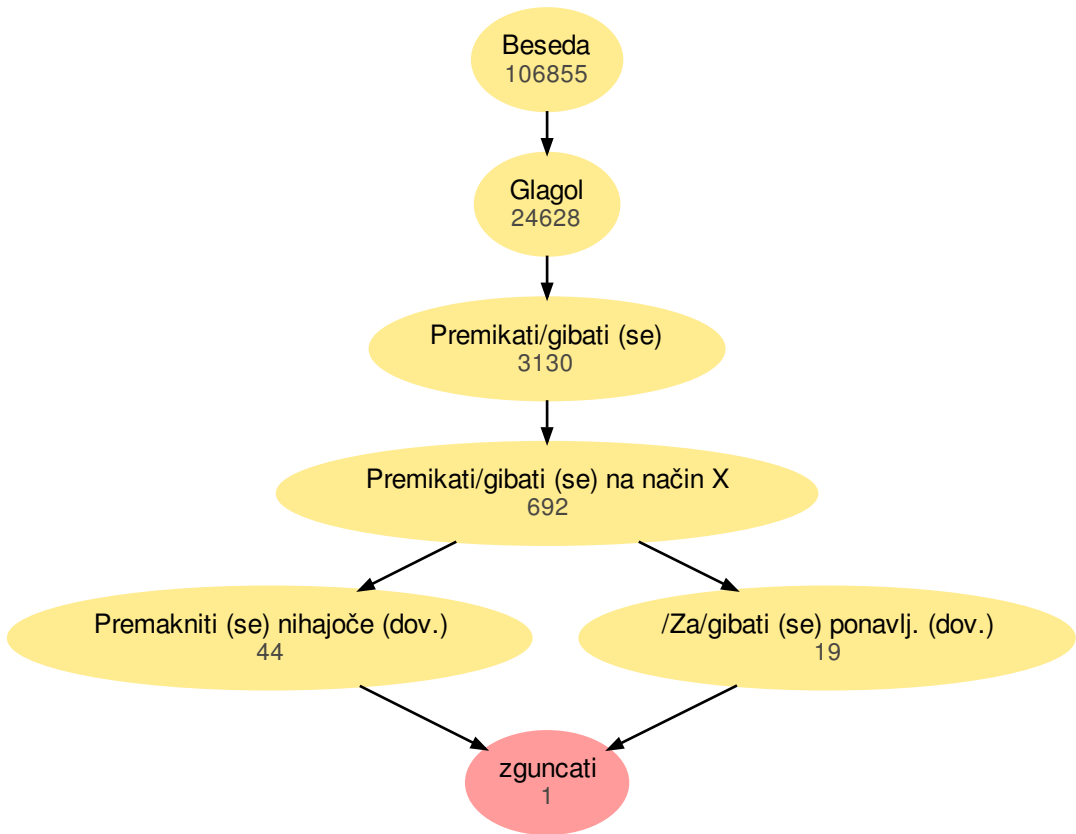 Beseda
106855
Glagol
24628
Premikati/gibati (se)
3130
Premikati/gibati (se) na način X
692
Premakniti (se) nihajoče (dov.)
44
/Za/gibati (se) ponavlj. (dov.)
19
zguncati
1